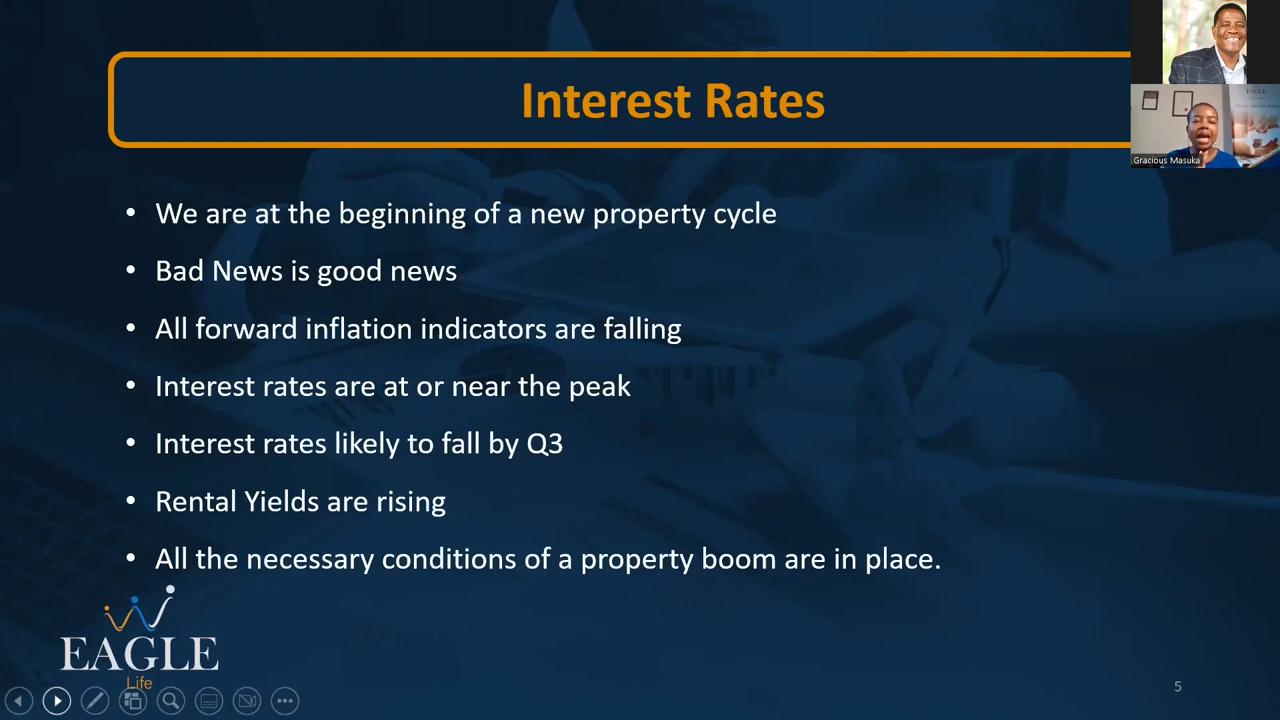 Interest Rates
EAGLE
Gracious Masuka
• We are at the beginning of a new property cycle
• Bad News is good news
• All forward inflation indicators are falling
• Interest rates are at or near the peak
• Interest rates likely to fall by Q3
• Rental Yields are rising
• All the necessary conditions of a property boom are in place.
EAGLE
Life
5